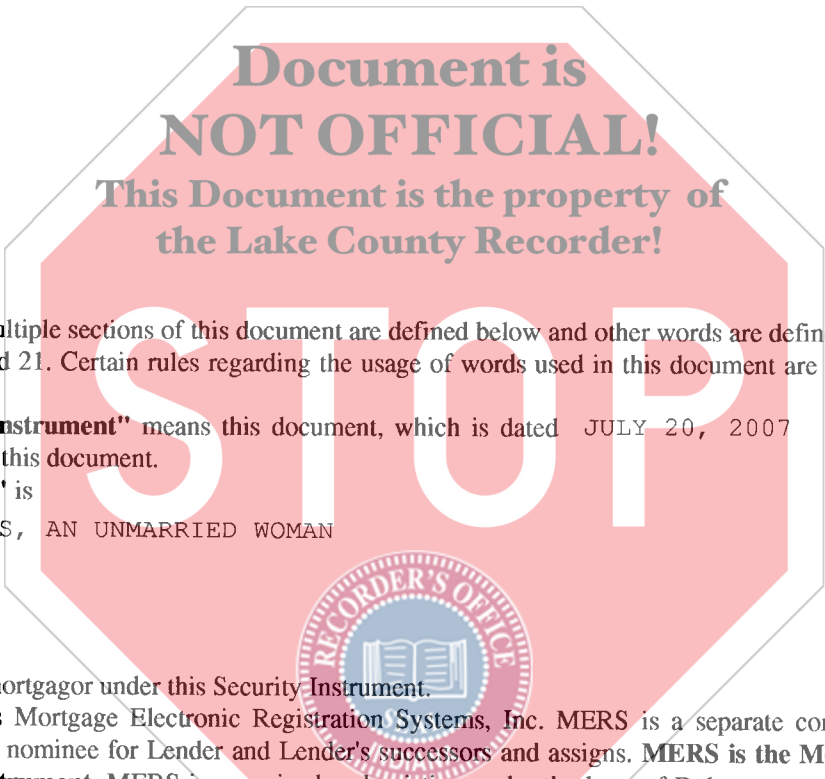 Document is
NOT OFFICIAL!
This Document is the property of
the Lake County Recorder!
STOP
ltiple sections of this document are defined below and other words are defin
d 21. Certain rules regarding the usage of words used in this document are
nstrument" means this document, which is dated JULY 20, 2007
this document.
" is
S, AN UNMARRIED WOMAN
RECORDER'S OFFICE
ortgagor under this Security Instrument.
s Mortgage Electronic Registration Systems, Inc. MERS is a separate cor
nominee for Lender and Lender's successors and assigns. MERS is the M